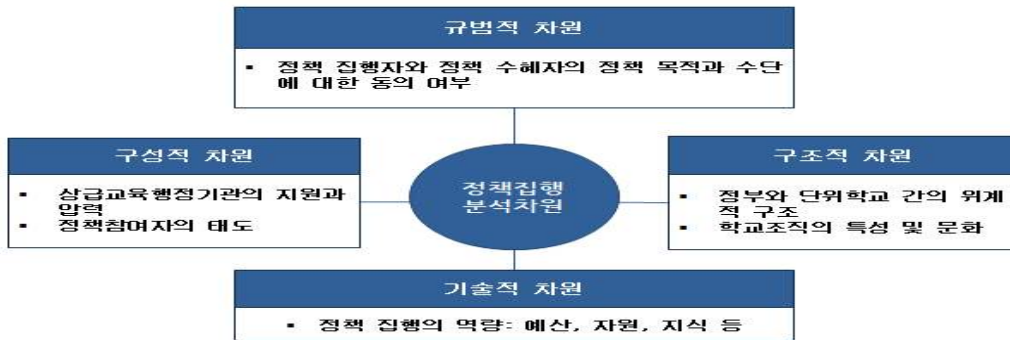 규범적 차원
▪ 정책 집행자와 정책 수혜자의 정책 목적과 수단
에 대한 동의 여부
구성적 차원
▪ 상급교육행정기관의 지원과
압력
▪ 정책참여자의 태도
정책집행
분석차원
구조적 차원
▪ 정부와 단위학교 간의 위계
적 구조
▪ 학교조직의 특성 및 문화
기술적 차원
▪ 정책 집행의 역량: 예산, 자원, 지식 등